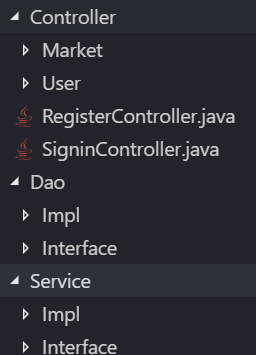 Controller
Market
User
RegisterController.java
SigninController.java
Dao
Impl
Interface
Service
Impl
Interface